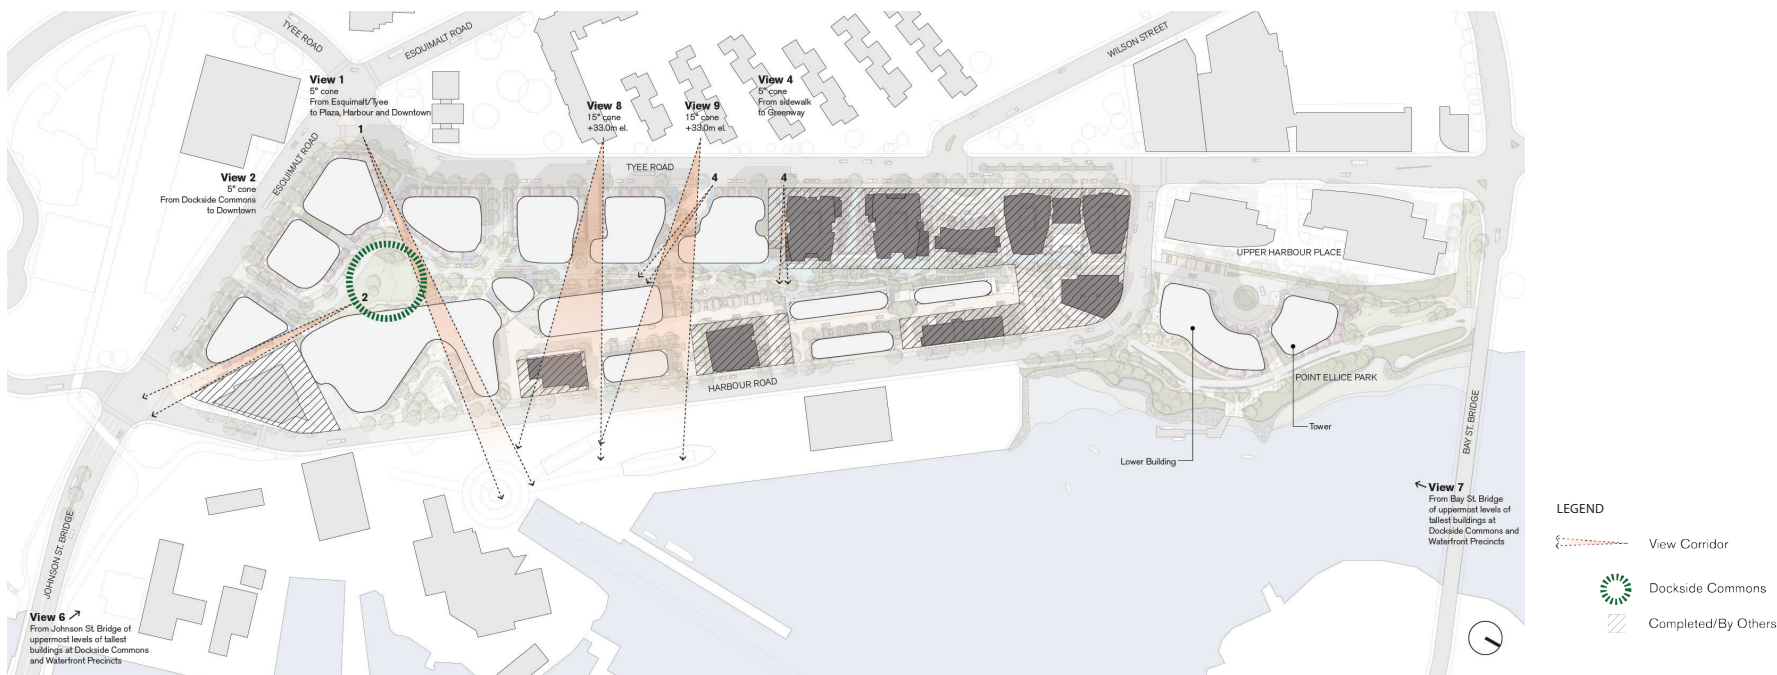 TYEE ROAD
ESQUIMALT ROAD
WILSON STREET
View 1
5° cone
From Esquimalt/Tyee
to Plaza, Harbour and Downtown
1
View 8
15° cone
+33.0m el.
View 9
15° cone
+33.0m el.
View 4
5° cone
From sidewalk
to Greenway
ESQUIMALT ROAD
TYEE ROAD
View 2
5° cone
From Dockside Commons
to Downtown
4
4
2
UPPER HARBOUR PLACE
HARBOUR ROAD
POINT ELLICE PARK
Tower
Lower Building
BAY ST. BRIDGE
JOHNSON ST. BRIDGE
View 7
From Bay St. Bridge
of uppermost levels of
tallest buildings at
Dockside Commons and
Waterfront Precincts
View 6
From Johnson St. Bridge of
uppermost levels of tallest
buildings at Dockside Commons
and Waterfront Precincts
LEGEND
View Corridor
Dockside Commons
Completed/By Others